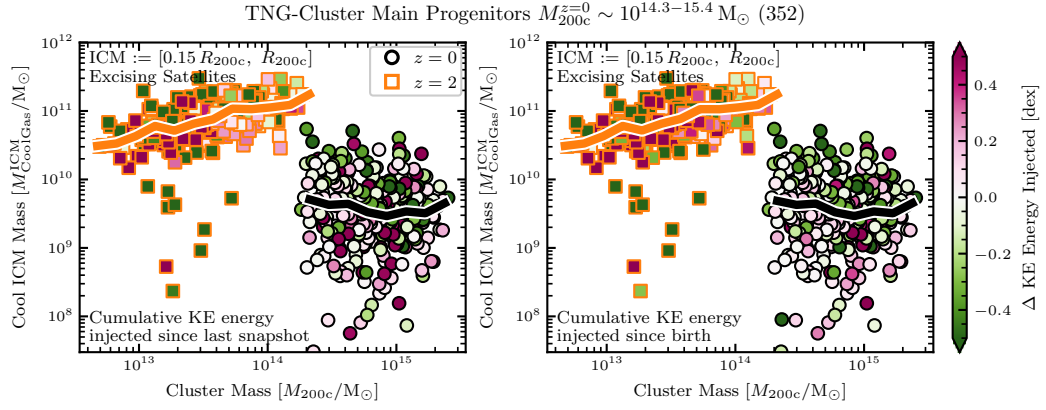 TNG-Cluster Main Progenitors $M_{200c}^{z=0} \sim 10^{14.3-15.4}\,\mathrm{M}_\odot$ (352)
ICM := [0.15 $R_{200c}$, $R_{200c}$]
Excising Satellites
z = 0
z = 2
Cumulative KE energy
injected since last snapshot
Cool ICM Mass [$M_{\mathrm{Cool\,Gas}}^{\mathrm{ICM}}/\mathrm{M}_\odot$]
$10^{12}$
$10^{11}$
$10^{10}$
$10^{9}$
$10^{8}$
$10^{13}$ $10^{14}$ $10^{15}$
Cluster Mass [$M_{200c}/\mathrm{M}_\odot$]
ICM := [0.15 $R_{200c}$, $R_{200c}$]
Excising Satellites
Cumulative KE energy
injected since birth
Cool ICM Mass [$M_{\mathrm{Cool\,Gas}}^{\mathrm{ICM}}/\mathrm{M}_\odot$]
$10^{12}$
$10^{11}$
$10^{10}$
$10^{9}$
$10^{8}$
$10^{13}$ $10^{14}$ $10^{15}$
Cluster Mass [$M_{200c}/\mathrm{M}_\odot$]
0.4
0.2
0.0
−0.2
−0.4
Δ KE Energy Injected [dex]